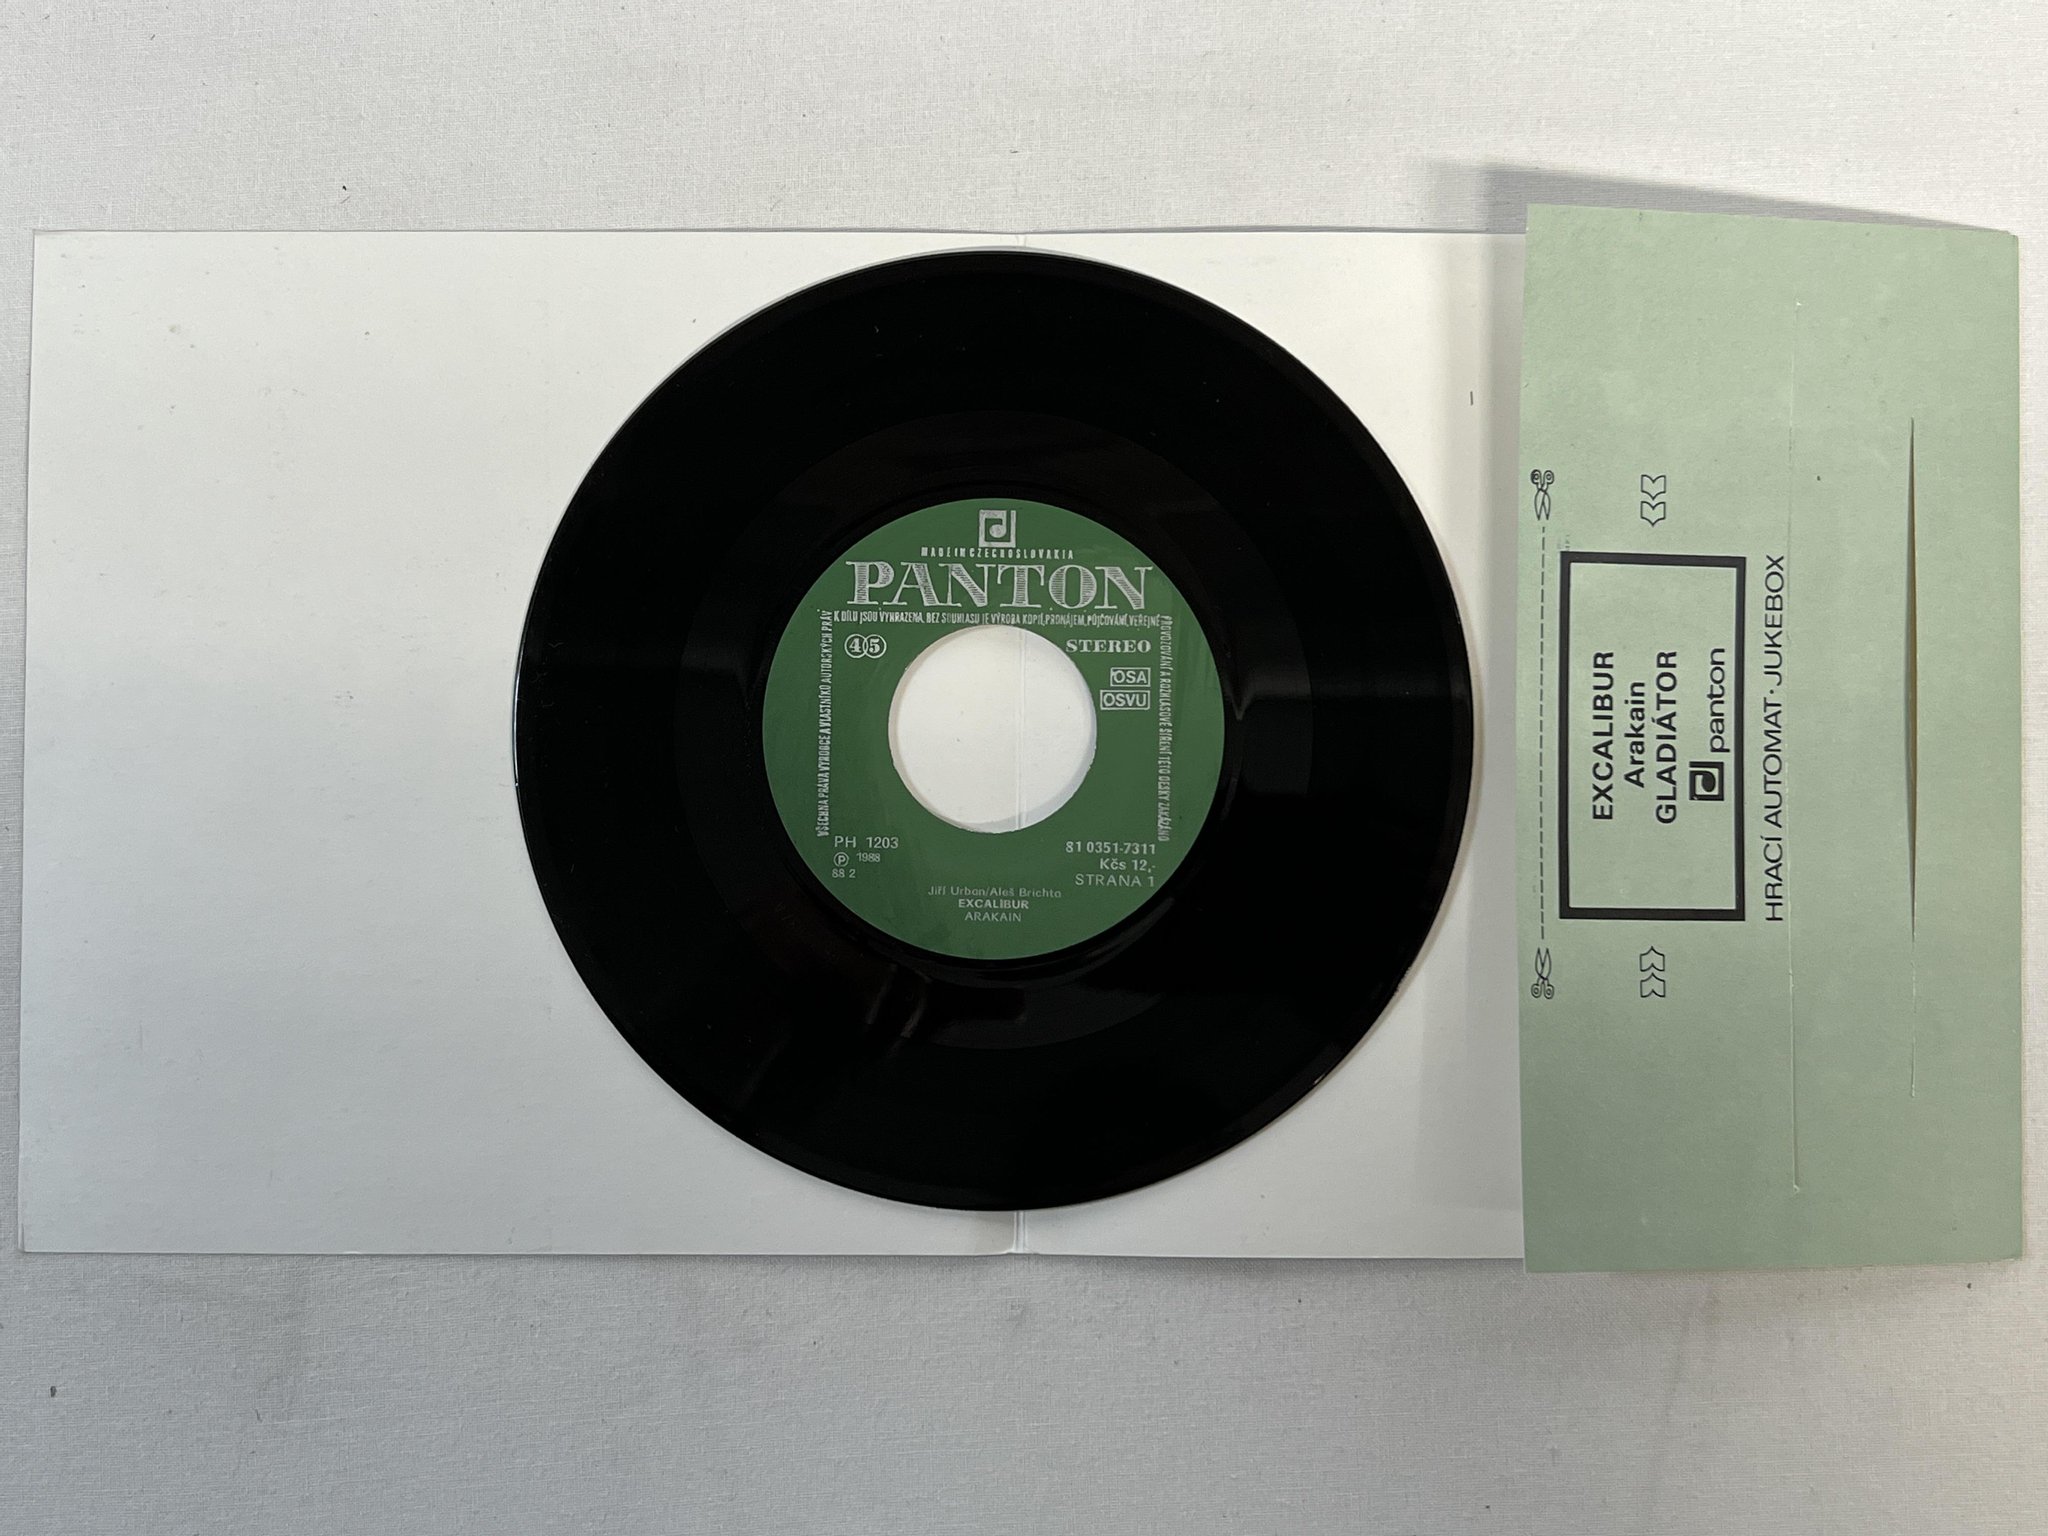 MADE IN CZECHOSLOVAKIA
PANTON
VŠECHNA PRÁVA VÝROBCE A VLASTNÍKŮ AUTORSKÝCH PRÁV
K DÍLU JSOU VYHRAZENA. BEZ SOUHLASU JE VÝROBA KOPIÍ, PRONÁJEM, PŮJČOVÁNÍ, VEŘEJNÉ
PROVOZOVÁNÍ A ROZHLASOVÉ ŠÍŘENÍ TÉTO DESKY ZAKÁZÁNO
45
STEREO
OSA
OSVU
PH 1203
Ⓟ 1988
88 2
81 0351-7311
Kčs 12,-
STRANA 1
Jiří Urban/Aleš Brichta
EXCALIBUR
ARAKAIN
EXCALIBUR
Arakain
GLADIÁTOR
panton
HRACÍ AUTOMAT · JUKEBOX